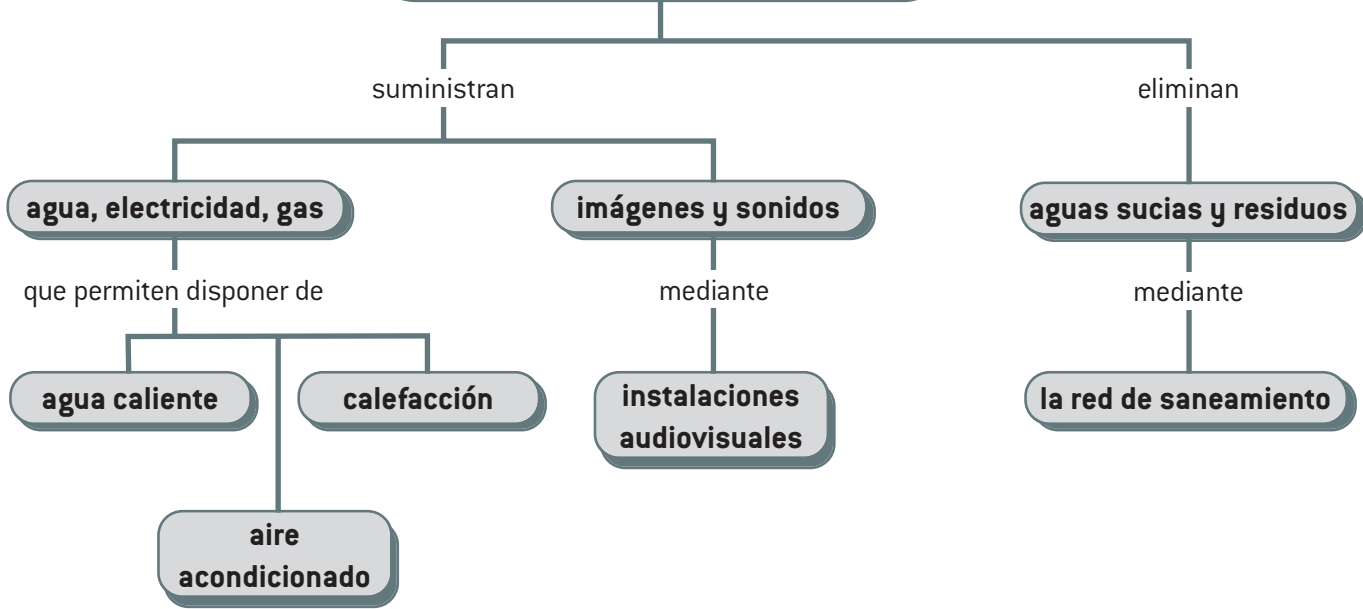 suministran
eliminan
agua, electricidad, gas
imágenes y sonidos
aguas sucias y residuos
que permiten disponer de
mediante
mediante
agua caliente
calefacción
instalaciones
audiovisuales
la red de saneamiento
aire
acondicionado